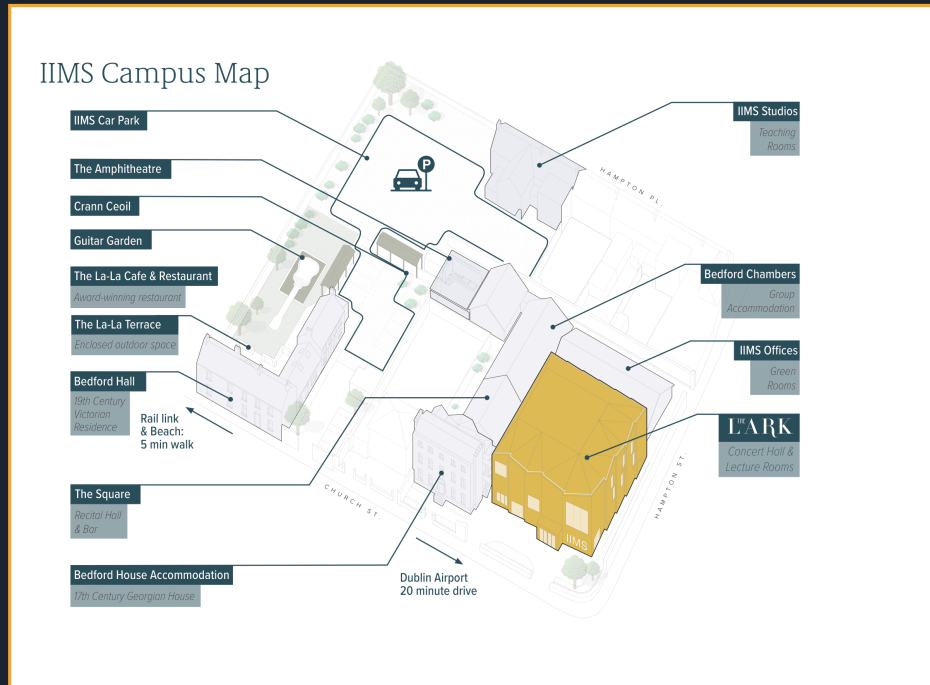 IIMS Campus Map
IIMS Car Park
The Amphitheatre
Crann Ceoil
Guitar Garden
The La-La Cafe & Restaurant
Award-winning restaurant
The La-La Terrace
Enclosed outdoor space
Bedford Hall
19th Century
Victorian
Residence
Rail link
& Beach:
5 min walk
The Square
Recital Hall
& Bar
Bedford House Accommodation
17th Century Georgian House
P
HAMPTON PL.
CHURCH ST
Dublin Airport
20 minute drive
IIMS
HAMPTON ST.
IIMS Studios
Teaching
Rooms
Bedford Chambers
Group
Accommodation
IIMS Offices
Green
Rooms
THE LARK
Concert Hall &
Lecture Rooms